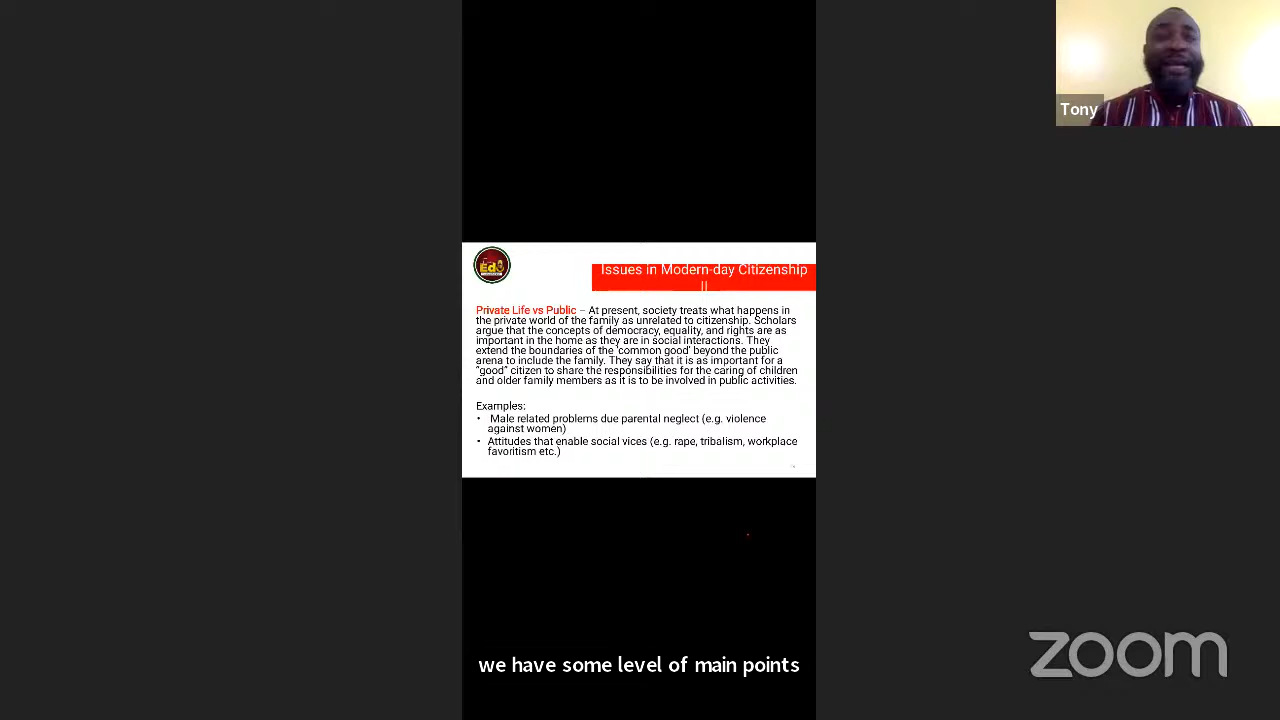 Tony
Ed
Issues in Modern-day Citizenship
II
Private Life vs Public – At present, society treats what happens in
the private world of the family as unrelated to citizenship. Scholars
argue that the concepts of democracy, equality, and rights are as
important in the home as they are in social interactions. They
extend the boundaries of the 'common good' beyond the public
arena to include the family. They say that it is as important for a
“good” citizen to share the responsibilities for the caring of children
and older family members as it is to be involved in public activities.
Examples:
• Male related problems due parental neglect (e.g. violence
against women)
• Attitudes that enable social vices (e.g. rape, tribalism, workplace
favoritism etc.)
we have some level of main points
zoom